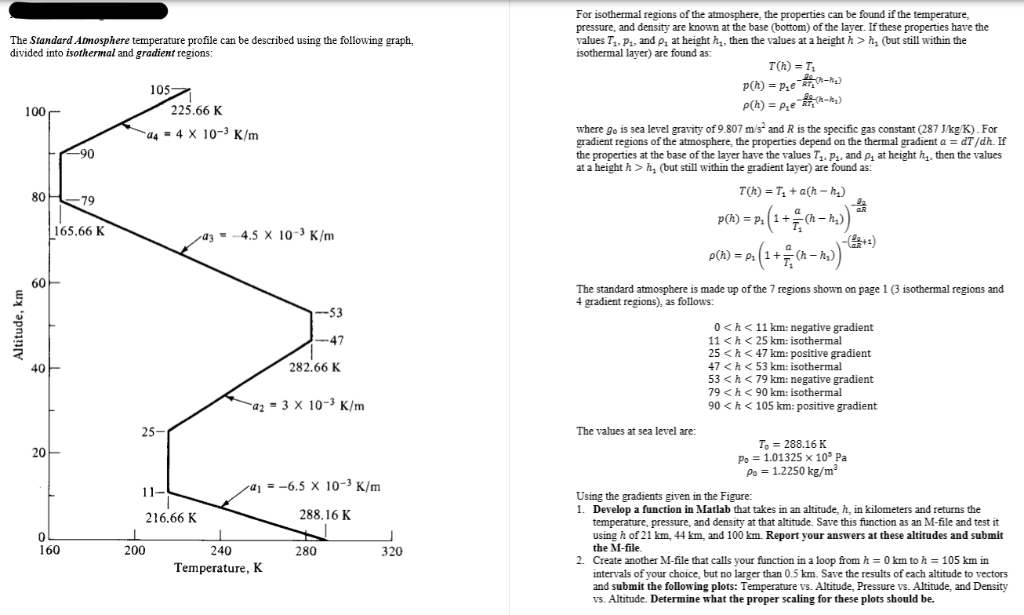 The Standard Atmosphere temperature profile can be described using the following graph,
divided into isothermal and gradient regions:
105
100
225.66 K
a₄ = 4 X 10⁻³ K/m
90
80
79
165.66 K
a₃ = -4.5 X 10⁻³ K/m
60
53
47
Altitude, km
40
282.66 K
a₂ = 3 X 10⁻³ K/m
25
20
11
a₁ = -6.5 X 10⁻³ K/m
216.66 K
288.16 K
0
160 200 240 280 320
Temperature, K
For isothermal regions of the atmosphere, the properties can be found if the temperature,
pressure, and density are known at the base (bottom) of the layer. If these properties have the
values T₁, p₁, and ρ₁ at height h₁, then the values at a height h > h₁ (but still within the
isothermal layer) are found as:
T(h) = T₁
p(h) = p₁e^(-g₀/(RT₁)(h-h₁))
ρ(h) = ρ₁e^(-g₀/(RT₁)(h-h₁))
where g₀ is sea level gravity of 9.807 m/s² and R is the specific gas constant (287 J/kg/K). For
gradient regions of the atmosphere, the properties depend on the thermal gradient a = dT/dh. If
the properties at the base of the layer have the values T₁, p₁, and ρ₁ at height h₁, then the values
at a height h > h₁ (but still within the gradient layer) are found as:
T(h) = T₁ + a(h − h₁)
p(h) = p₁(1 + a/T₁ (h − h₁))^(-g₀/(aR))
ρ(h) = ρ₁(1 + a/T₁ (h − h₁))^(-(g₀/(aR)+1))
The standard atmosphere is made up of the 7 regions shown on page 1 (3 isothermal regions and
4 gradient regions), as follows:
0 < h < 11 km: negative gradient
11 < h < 25 km: isothermal
25 < h < 47 km: positive gradient
47 < h < 53 km: isothermal
53 < h < 79 km: negative gradient
79 < h < 90 km: isothermal
90 < h < 105 km: positive gradient
The values at sea level are:
T₀ = 288.16 K
p₀ = 1.01325 × 10⁵ Pa
ρ₀ = 1.2250 kg/m³
Using the gradients given in the Figure:
1. Develop a function in Matlab that takes in an altitude, h, in kilometers and returns the
temperature, pressure, and density at that altitude. Save this function as an M-file and test it
using h of 21 km, 44 km, and 100 km. Report your answers at these altitudes and submit
the M-file.
2. Create another M-file that calls your function in a loop from h = 0 km to h = 105 km in
intervals of your choice, but no larger than 0.5 km. Save the results of each altitude to vectors
and submit the following plots: Temperature vs. Altitude, Pressure vs. Altitude, and Density
vs. Altitude. Determine what the proper scaling for these plots should be.